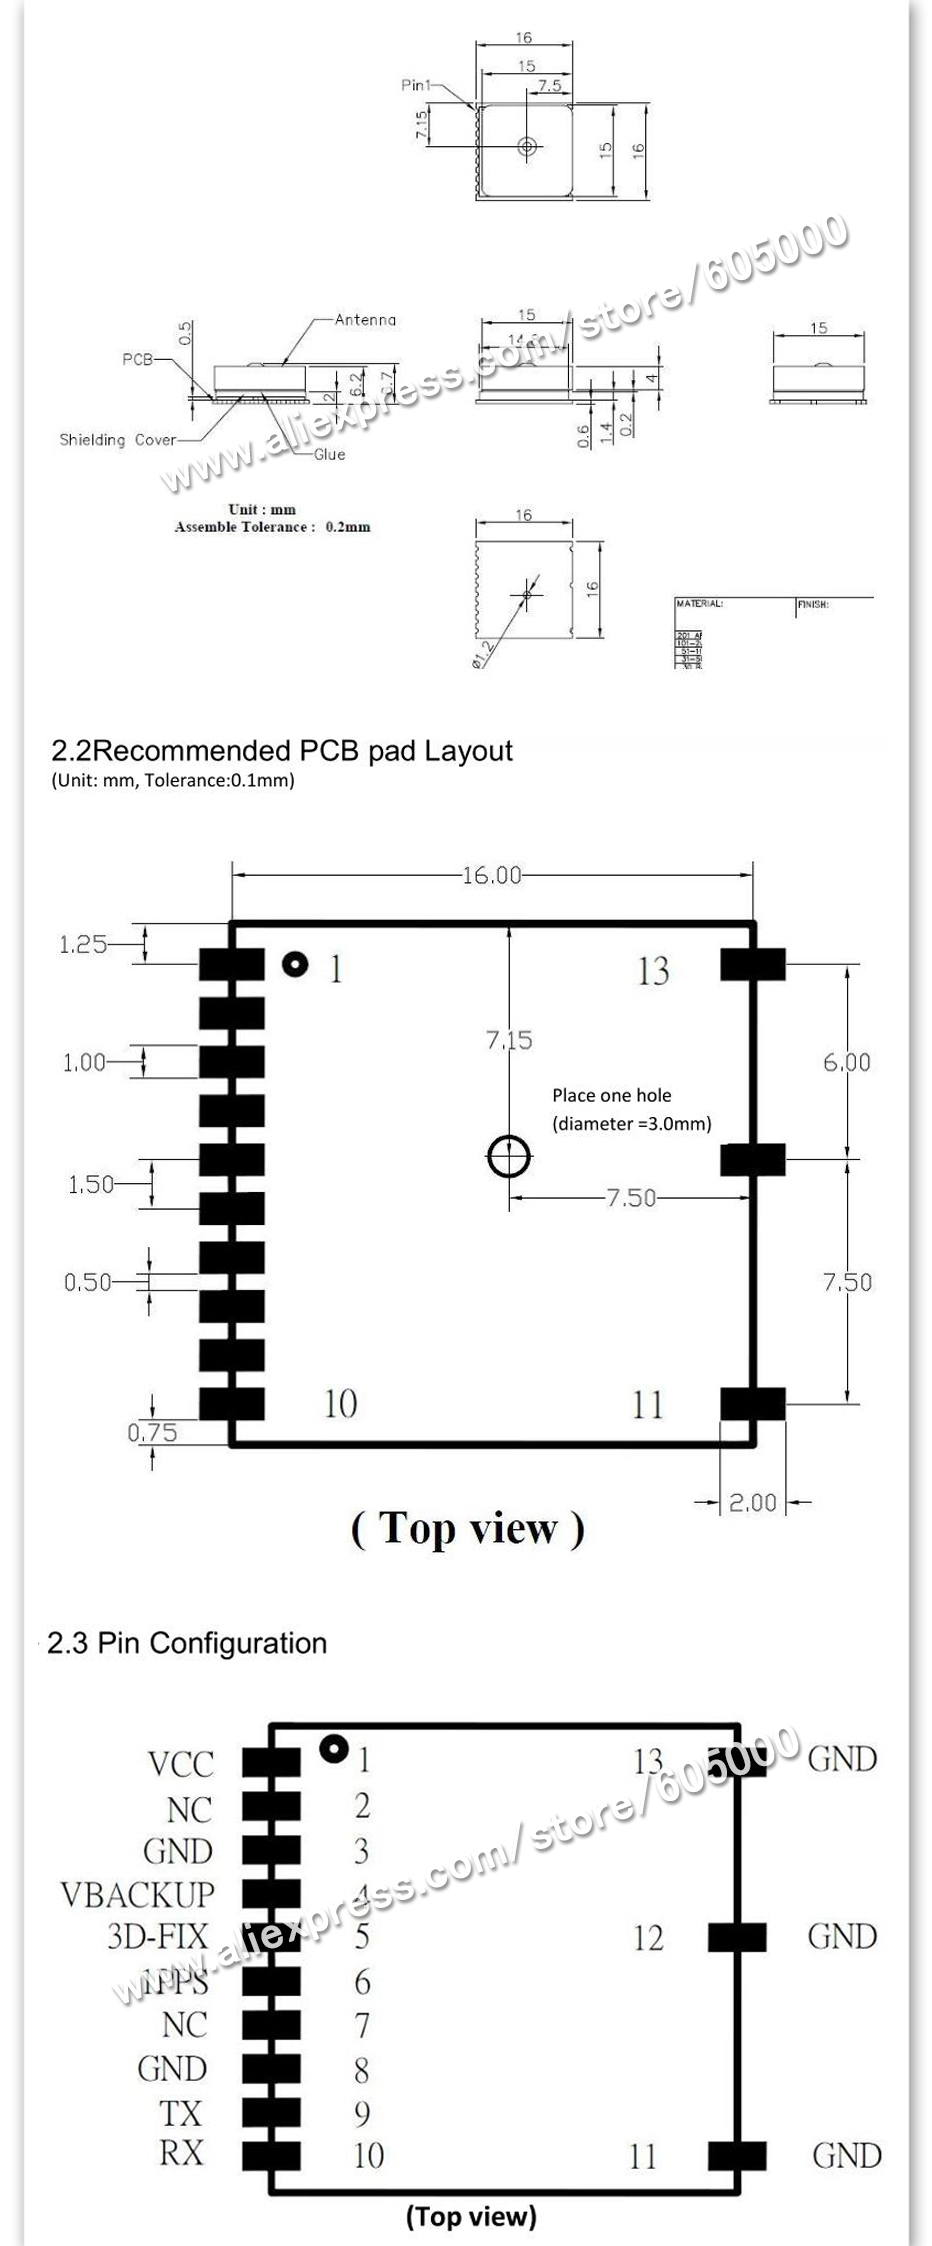 16
15
Pin1
7.5
7.15
15
16
www.aliexpress.com/store/605000
0.5
Antenna
PCB
2
6.2
Shielding Cover
Glue
15
4
0.6
1.4
0.2
15
Unit : mm
Assemble Tolerance : 0.2mm
16
16
ø1.2
MATERIAL:
FINISH:
2.2Recommended PCB pad Layout
(Unit: mm, Tolerance:0.1mm)
16.00
1.25
1
13
7.15
1.00
6.00
Place one hole
(diameter =3.0mm)
1.50
7.50
0.50
7.50
10
11
0.75
2.00
( Top view )
2.3 Pin Configuration
VCC 1 13 GND
NC 2
GND 3
VBACKUP 4
3D-FIX 5 12 GND
1PPS 6
NC 7
GND 8
TX 9
RX 10 11 GND
www.aliexpress.com/store/605000
(Top view)